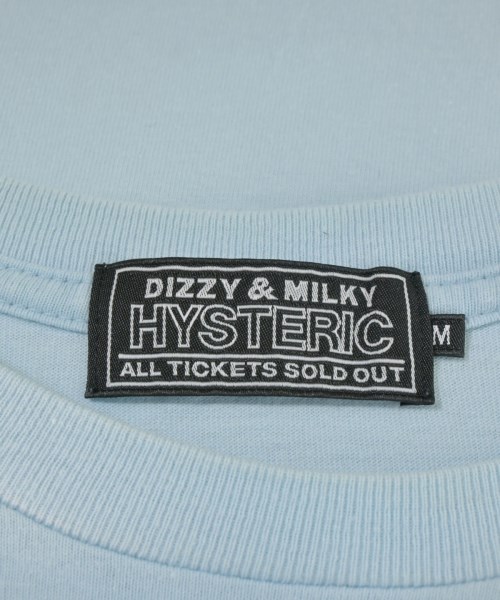 DIZZY & MILKY
HYSTERIC
ALL TICKETS SOLD OUT
M